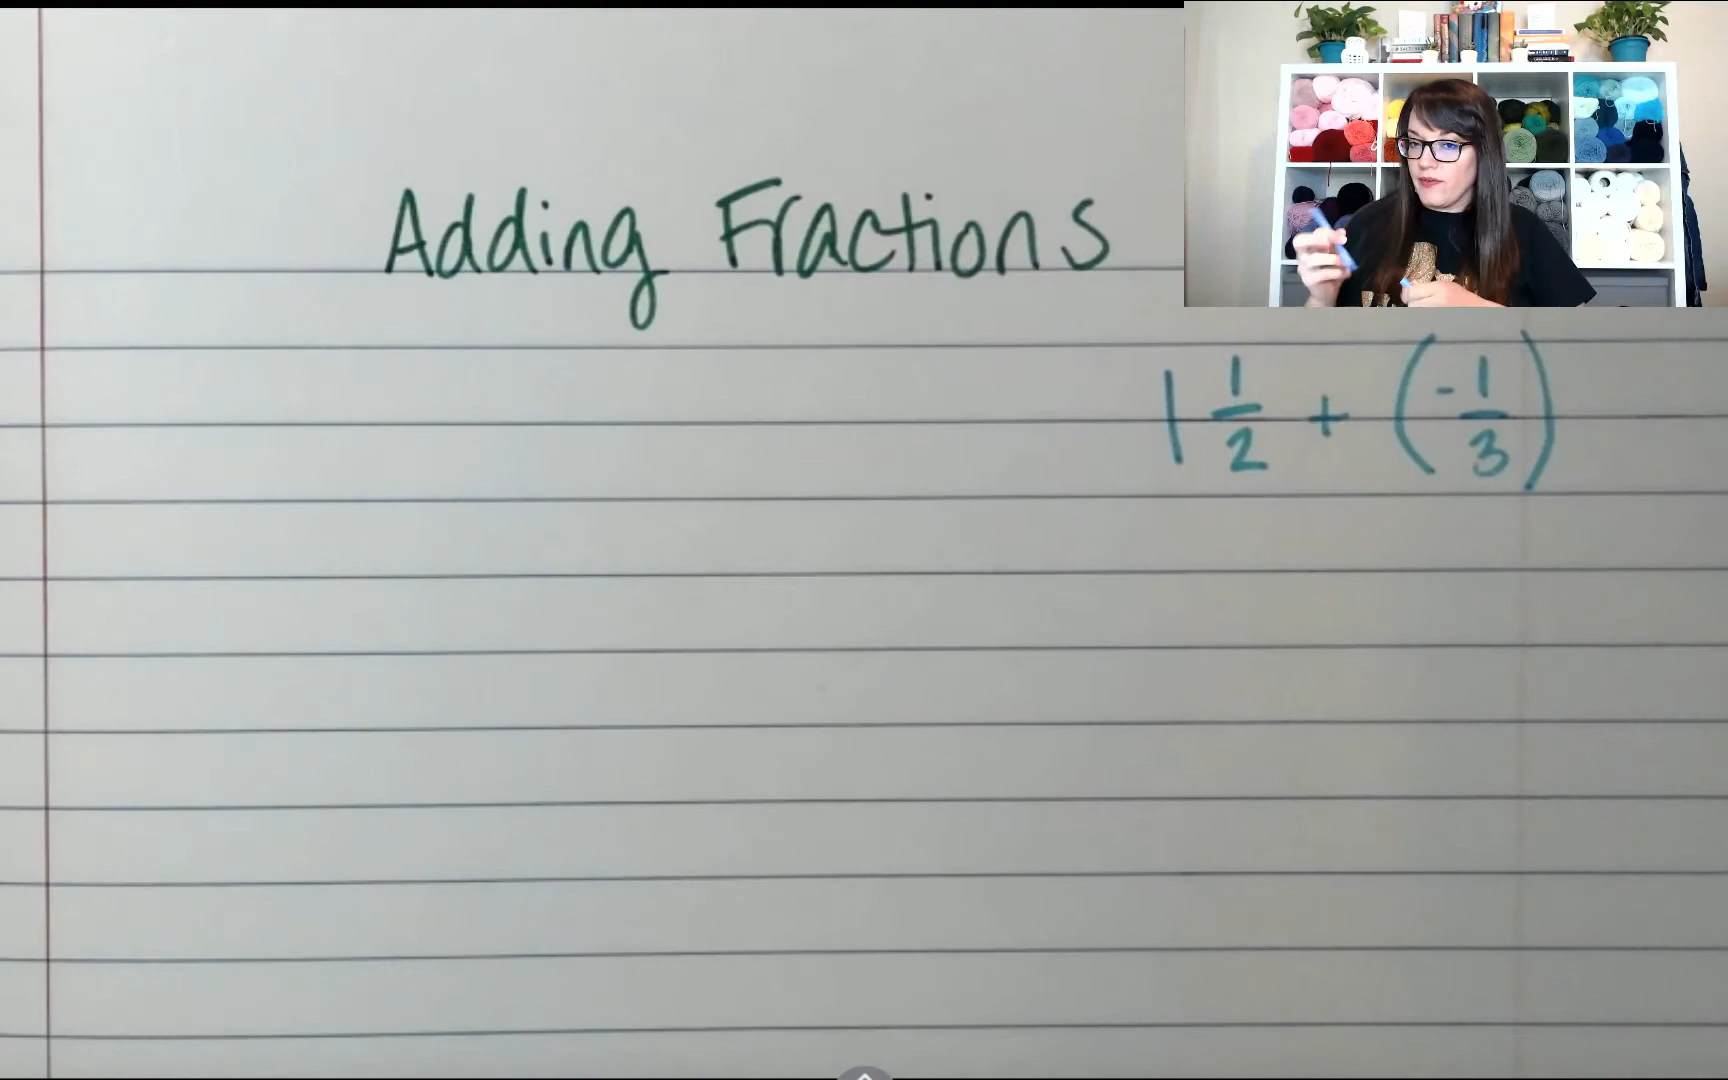 Adding Fractions
1 1/2 + (-1/3)